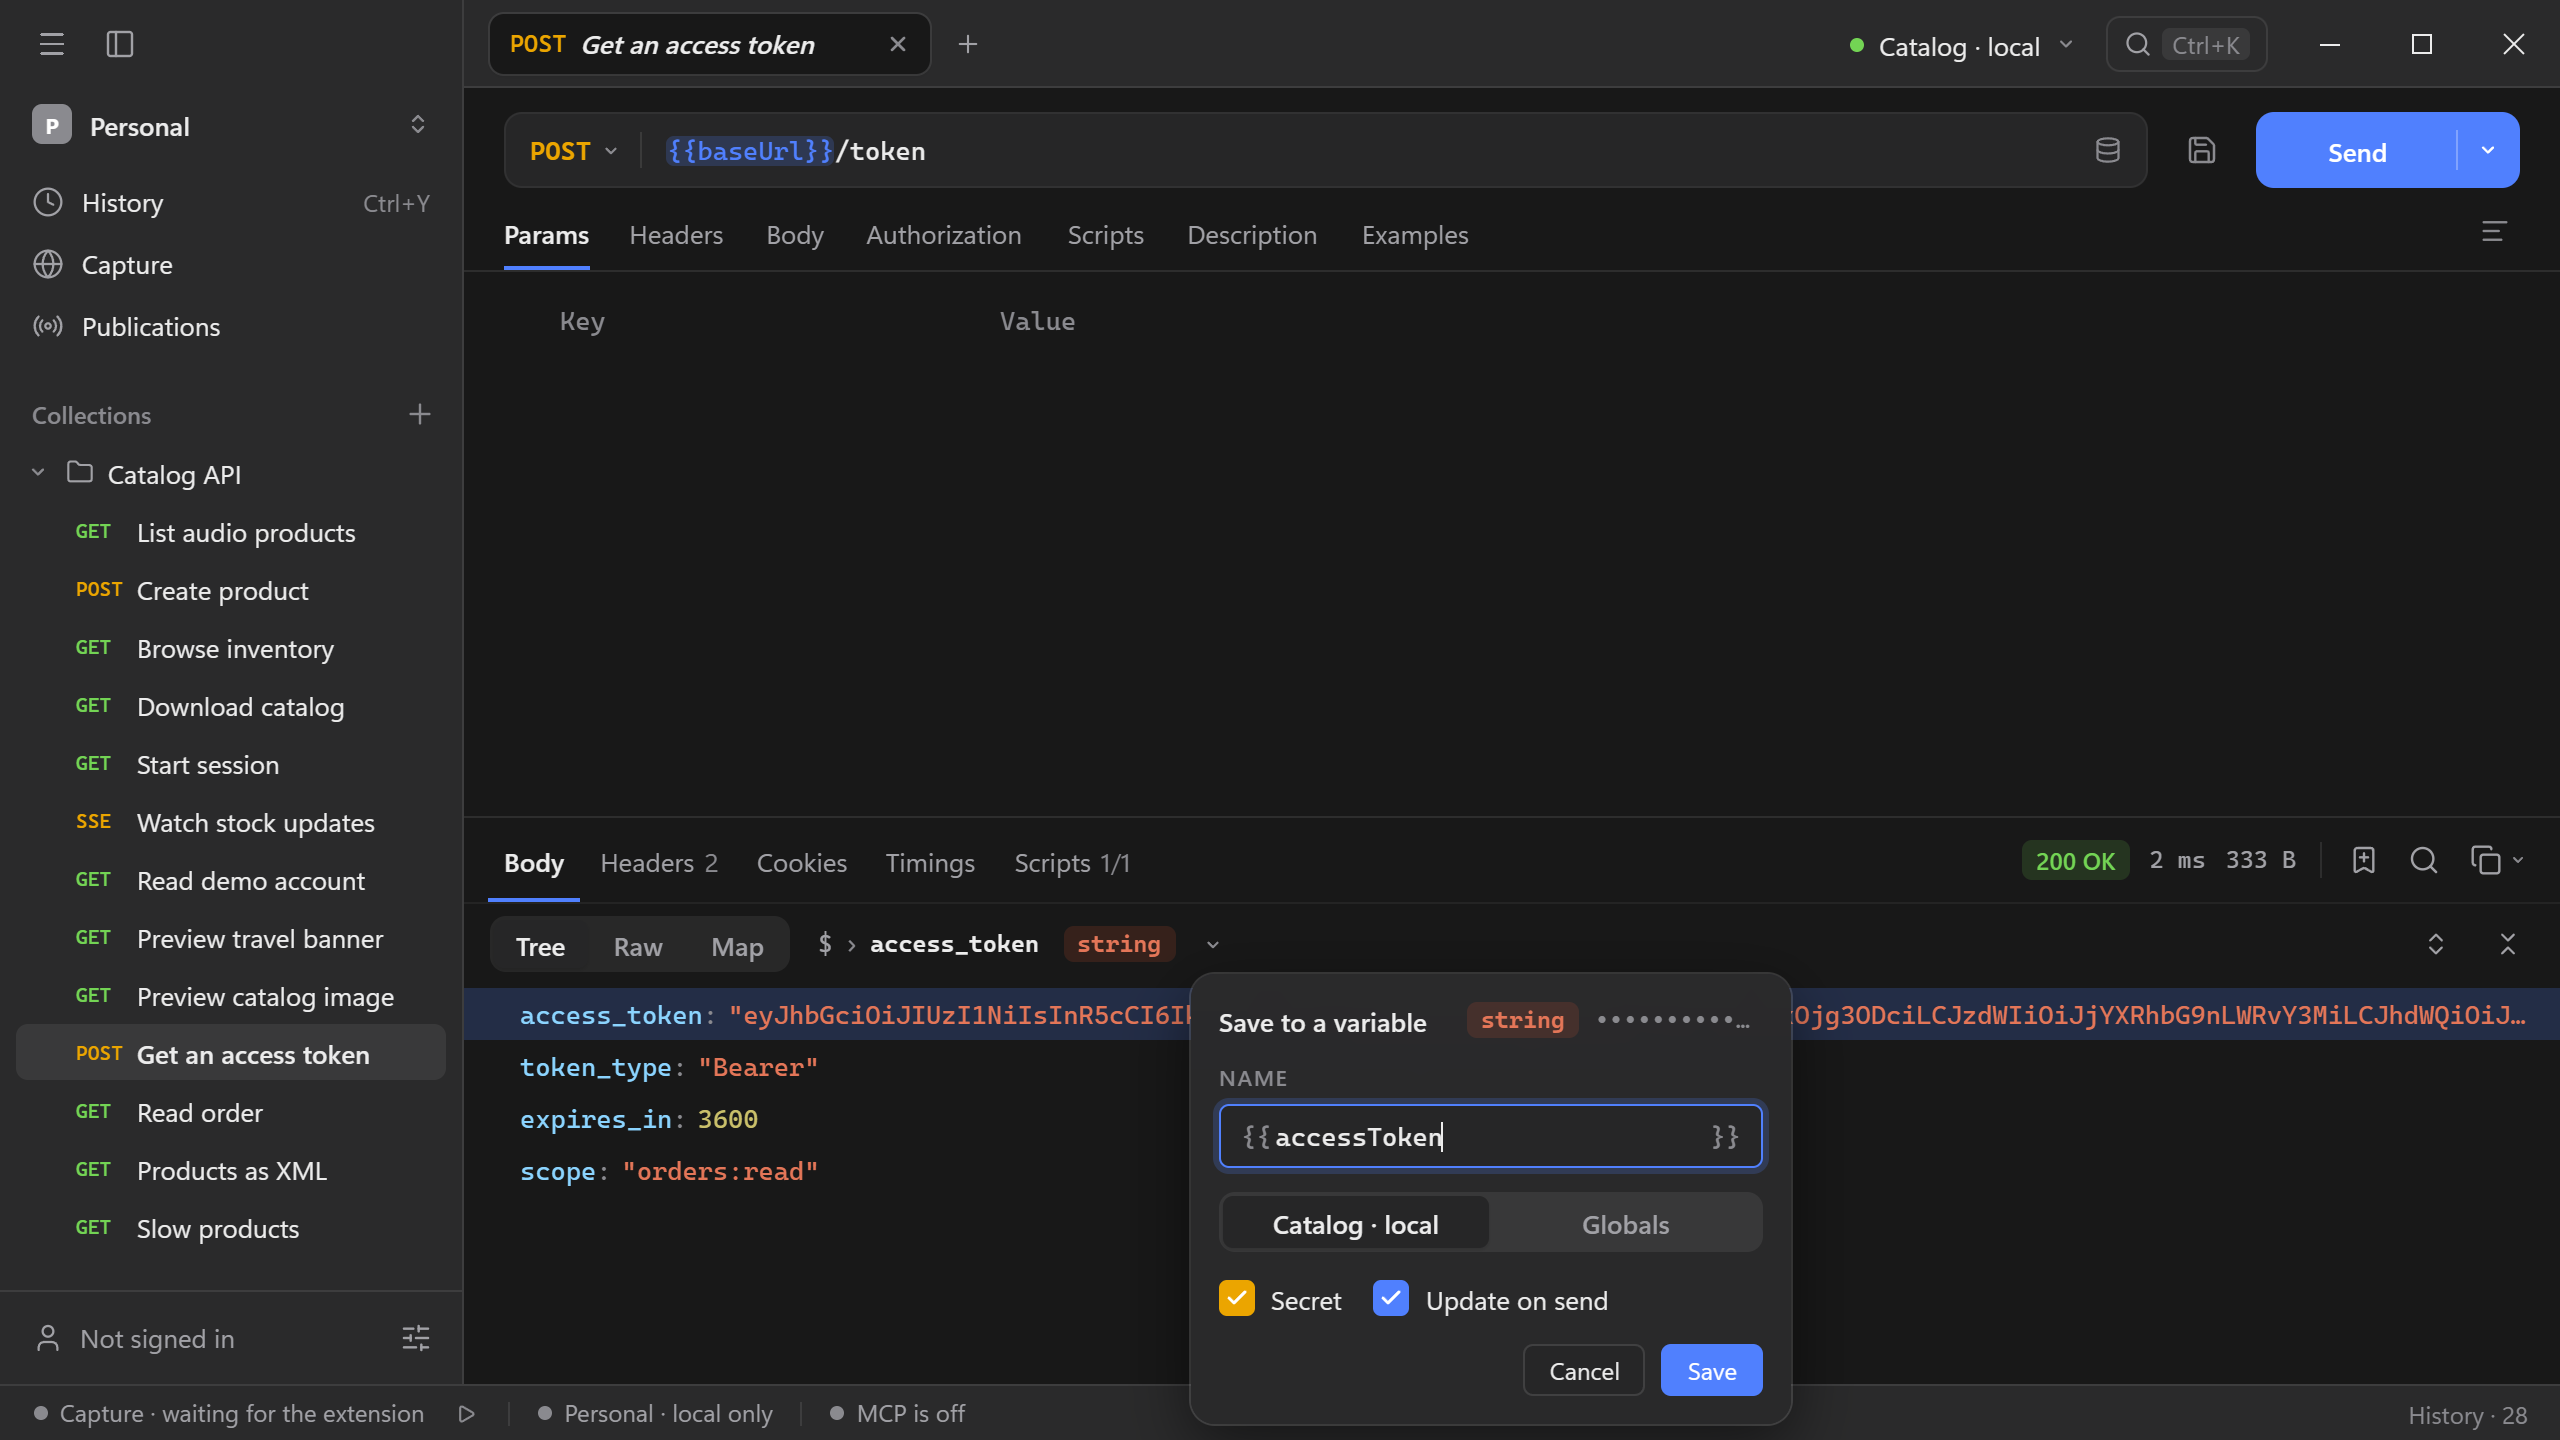 POST Get an access token
Catalog · local
Ctrl+K
P Personal
POST {{baseUrl}}/token
Send
History Ctrl+Y
Capture
Publications
Params Headers Body Authorization Scripts Description Examples
Key Value
Collections
Catalog API
GET List audio products
POST Create product
GET Browse inventory
GET Download catalog
GET Start session
SSE Watch stock updates
GET Read demo account
GET Preview travel banner
GET Preview catalog image
POST Get an access token
GET Read order
GET Products as XML
GET Slow products
Not signed in
Body Headers 2 Cookies Timings Scripts 1/1
200 OK 2 ms 333 B
Tree Raw Map $ › access_token string
access_token: "eyJhbGciOiJIUzI1NiIsInR5cCI6Ik
Ojg3ODciLCJzdWIiOiJjYXRhbG9nLWRvY3MiLCJhdWQiOiJ…
token_type: "Bearer"
expires_in: 3600
scope: "orders:read"
Save to a variable string ••••••••••…
NAME
{{accessToken }}
Catalog · local Globals
Secret Update on send
Cancel Save
Capture · waiting for the extension
Personal · local only
MCP is off
History · 28